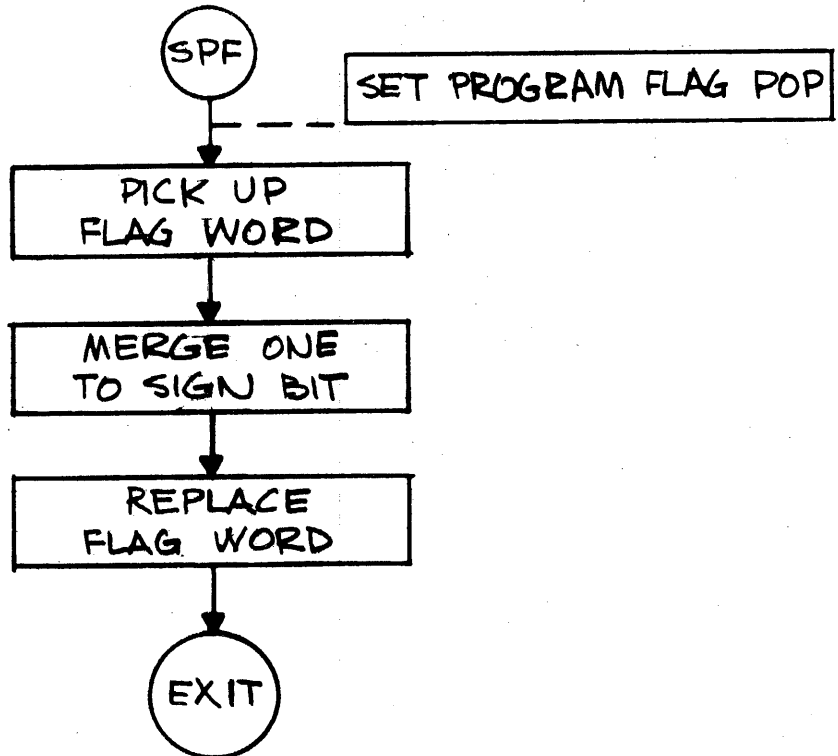 SPF
SET PROGRAM FLAG POP
PICK UP
FLAG WORD
MERGE ONE
TO SIGN BIT
REPLACE
FLAG WORD
EXIT